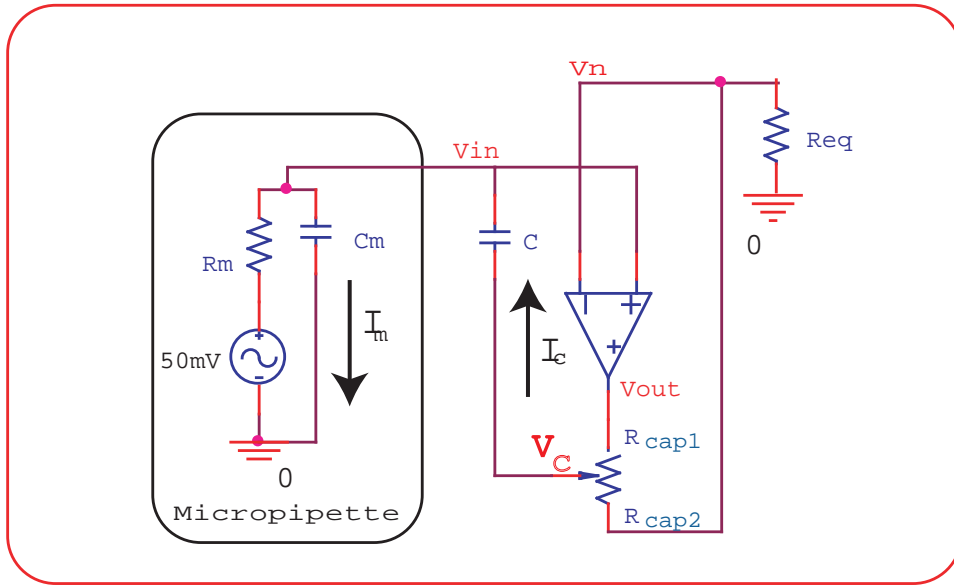 Vn
Req
Vin
Cm
C
Rm
0
Im
Ic
50mV
Vout
VC
Rcap1
0
Rcap2
Micropipette